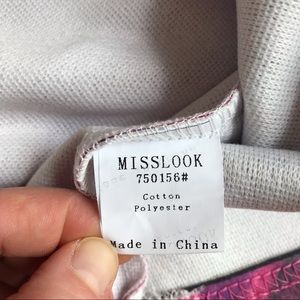 MISSLOOK
750156#
Cotton
Polyester
Made in China